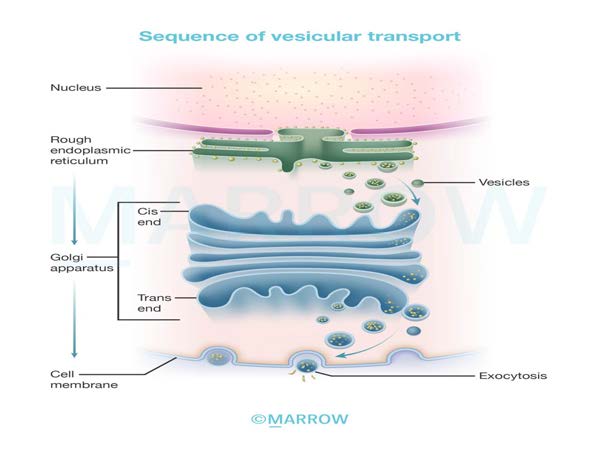 Sequence of vesicular transport
Nucleus
Rough
endoplasmic
reticulum
Vesicles
Cis
end
Golgi
apparatus
Trans
end
Cell
membrane
Exocytosis
MARROW
©MARROW